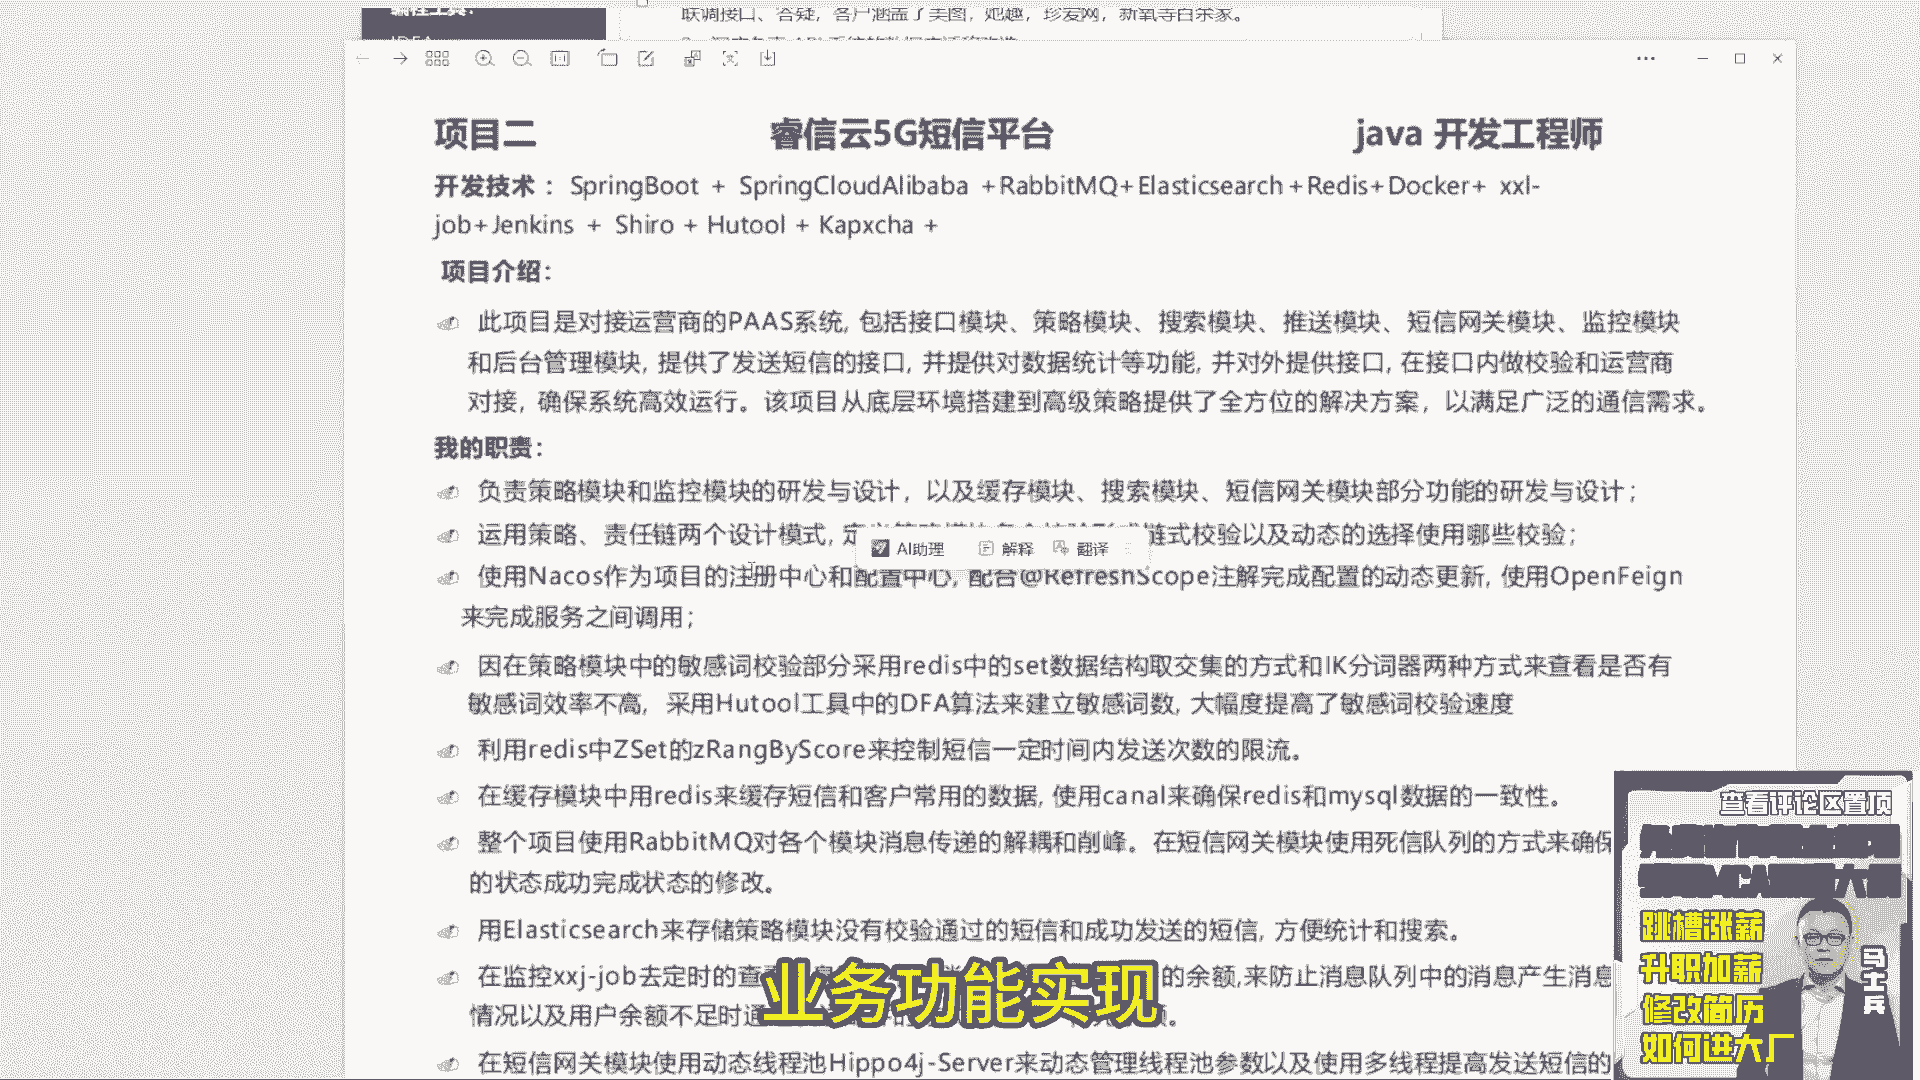 编程工具:
联调接口、答疑，客户涵盖了美图，她趣，珍爱网，新氧等百余家。
项目二 睿信云5G短信平台 java 开发工程师
开发技术： SpringBoot + SpringCloudAlibaba +RabbitMQ+Elasticsearch+Redis+Docker+ xxl-
job+Jenkins + Shiro + Hutool + Kapxcha +
项目介绍：
此项目是对接运营商的PAAS系统, 包括接口模块、策略模块、搜索模块、推送模块、短信网关模块、监控模块
和后台管理模块, 提供了发送短信的接口, 并提供对数据统计等功能, 并对外提供接口, 在接口内做校验和运营商
对接, 确保系统高效运行。该项目从底层环境搭建到高级策略提供了全方位的解决方案，以满足广泛的通信需求。
我的职责：
负责策略模块和监控模块的研发与设计，以及缓存模块、搜索模块、短信网关模块部分功能的研发与设计；
运用策略、责任链两个设计模式, 链式校验以及动态的选择使用哪些校验；
AI助理 解释 翻译
使用Nacos作为项目的注册中心和配置中心, 配合@RefreshScope注解完成配置的动态更新, 使用OpenFeign
来完成服务之间调用；
因在策略模块中的敏感词校验部分采用redis中的set数据结构取交集的方式和IK分词器两种方式来查看是否有
敏感词效率不高, 采用Hutool工具中的DFA算法来建立敏感词数, 大幅度提高了敏感词校验速度
利用redis中ZSet的zRangByScore来控制短信一定时间内发送次数的限流。
在缓存模块中用redis来缓存短信和客户常用的数据, 使用canal来确保redis和mysql数据的一致性。
整个项目使用RabbitMQ对各个模块消息传递的解耦和削峰。在短信网关模块使用死信队列的方式来确保
的状态成功完成状态的修改。
用Elasticsearch来存储策略模块没有校验通过的短信和成功发送的短信, 方便统计和搜索。
在监控xxj-job去定时的查 的余额,来防止消息队列中的消息产生消息
情况以及用户余额不足时通
在短信网关模块使用动态线程池Hippo4j-Server来动态管理线程池参数以及使用多线程提高发送短信的
业务功能实现
查看评论区置顶
跳槽涨薪
升职加薪
修改简历
如何进大厂
马士兵